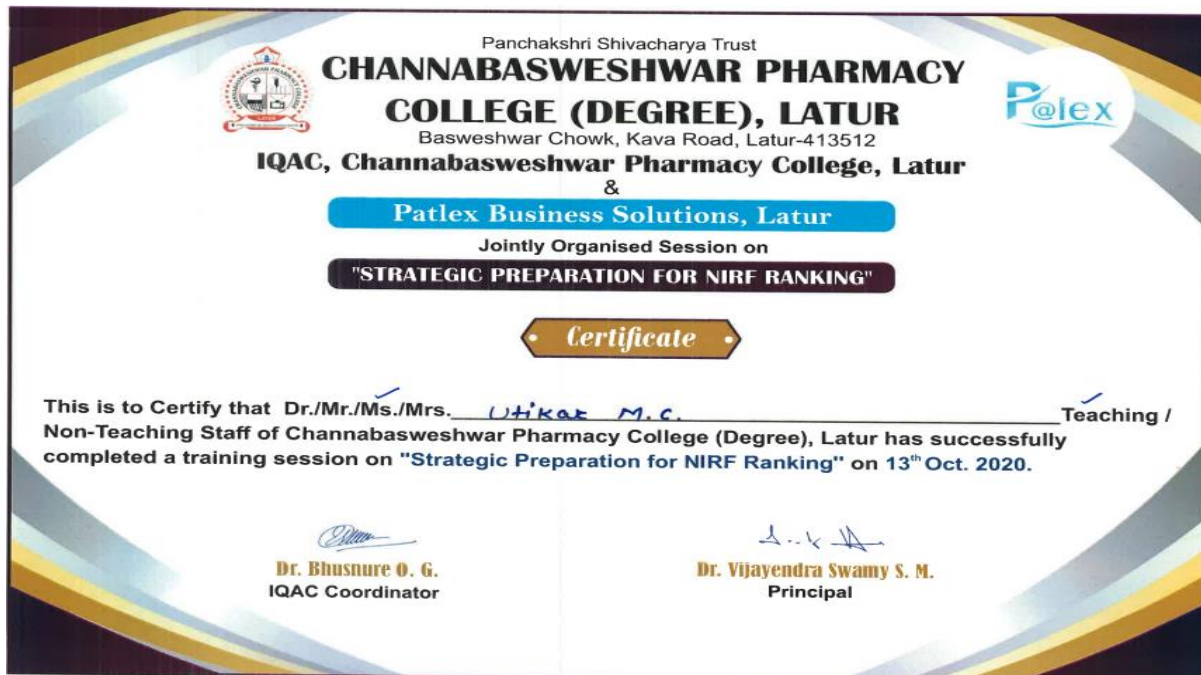 Panchakshri Shivacharya Trust
CHANNABASWESHWAR PHARMACY
COLLEGE (DEGREE), LATUR
Basweshwar Chowk, Kava Road, Latur-413512
IQAC, Channabasweshwar Pharmacy College, Latur
&
Patlex Business Solutions, Latur
Jointly Organised Session on
"STRATEGIC PREPARATION FOR NIRF RANKING"
Certificate
This is to Certify that Dr./Mr./Ms./Mrs. Utikar M.C. Teaching /
Non-Teaching Staff of Channabasweshwar Pharmacy College (Degree), Latur has successfully
completed a training session on "Strategic Preparation for NIRF Ranking" on 13th Oct. 2020.
Dr. Bhusnure O. G.
IQAC Coordinator
Dr. Vijayendra Swamy S. M.
Principal
P@lex
LATUR